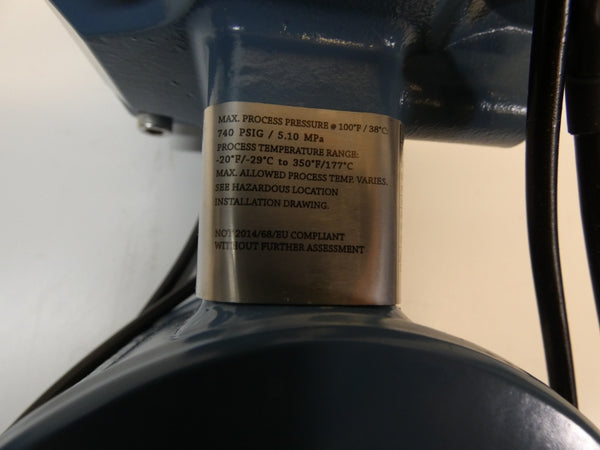 MAX. PROCESS PRESSURE @ 100°F / 38°C:
740 PSIG / 5.10 MPa
PROCESS TEMPERATURE RANGE:
-20°F/-29°C to 350°F/177°C
MAX. ALLOWED PROCESS TEMP. VARIES.
SEE HAZARDOUS LOCATION
INSTALLATION DRAWING.
NOT 2014/68/EU COMPLIANT
WITHOUT FURTHER ASSESSMENT